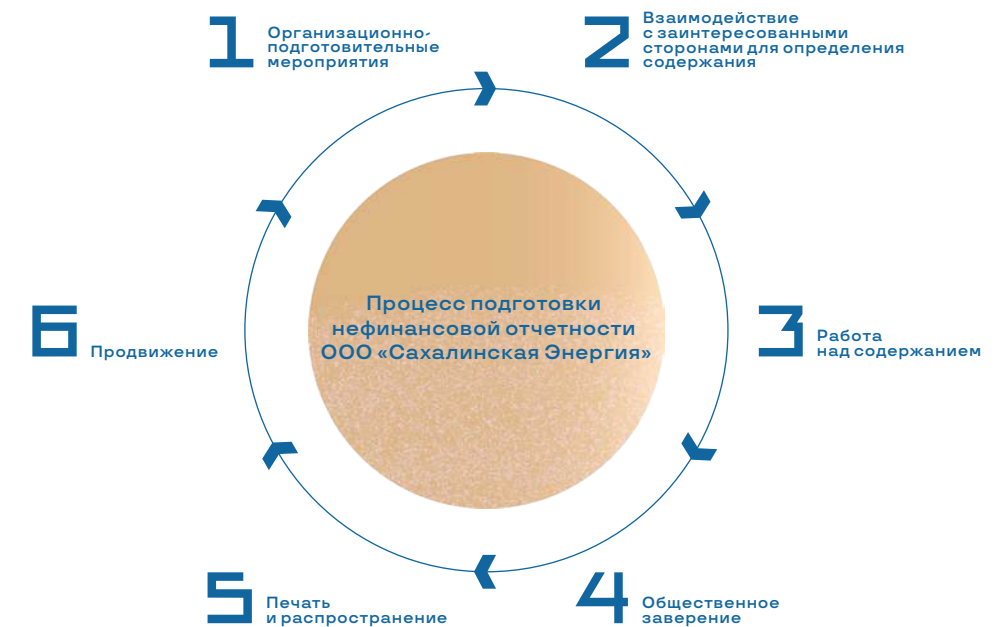 1
Организационно-
подготовительные
мероприятия
2
Взаимодействие
с заинтересованными
сторонами для определения
содержания
Процесс подготовки
нефинансовой отчетности
ООО «Сахалинская Энергия»
3
Работа
над содержанием
4
Общественное
заверение
5
Печать
и распространение
6
Продвижение